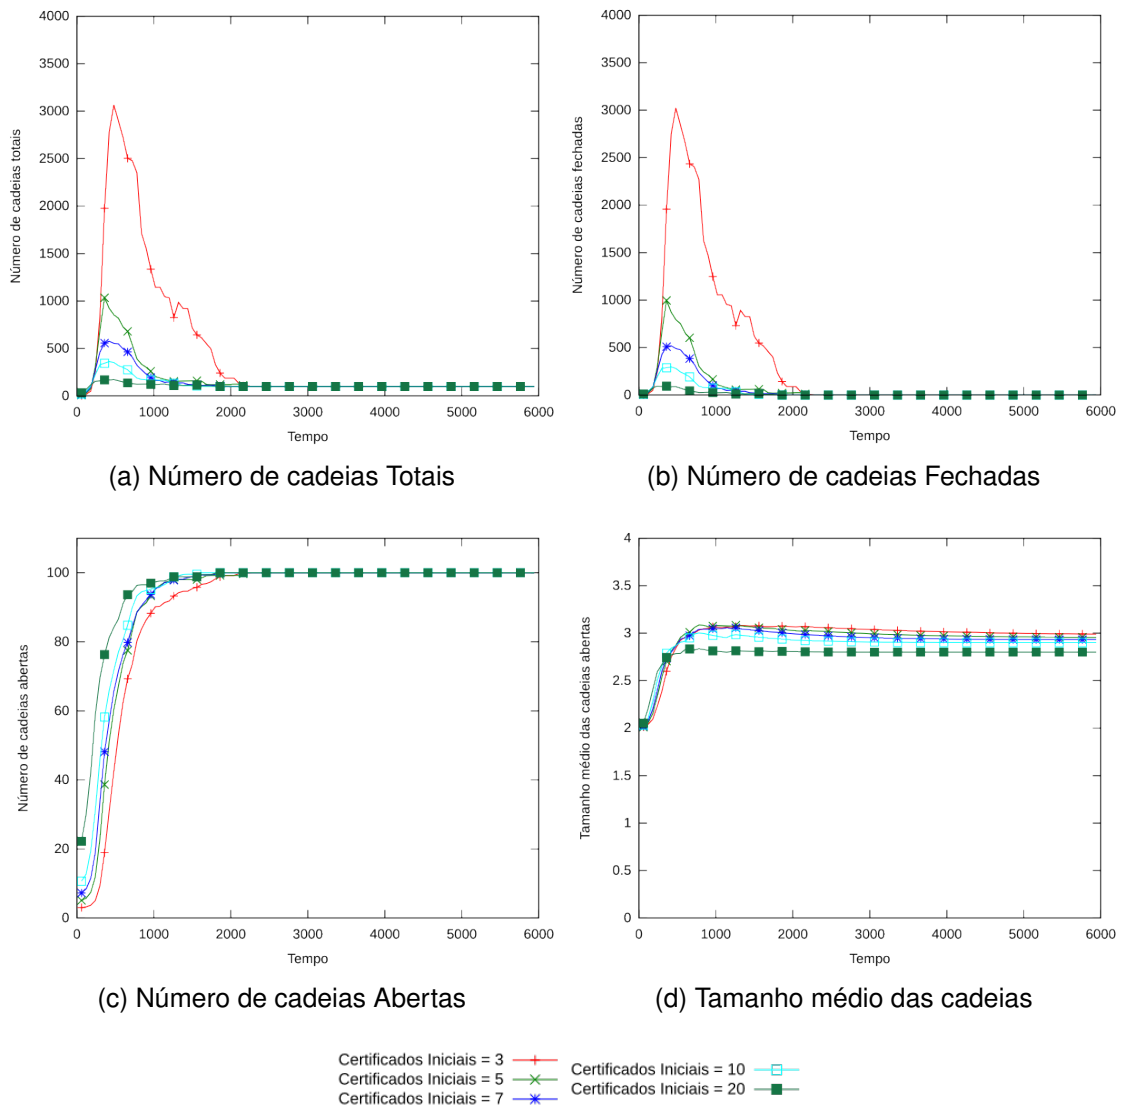 4000
3500
3000
2500
2000
1500
1000
500
0
Número de cadeias totais
0 1000 2000 3000 4000 5000 6000
Tempo
(a) Número de cadeias Totais
4000
3500
3000
2500
2000
1500
1000
500
0
Número de cadeias fechadas
0 1000 2000 3000 4000 5000 6000
Tempo
(b) Número de cadeias Fechadas
100
80
60
40
20
0
Número de cadeias abertas
0 1000 2000 3000 4000 5000 6000
Tempo
(c) Número de cadeias Abertas
4
3.5
3
2.5
2
1.5
1
0.5
0
Tamanho médio das cadeias abertas
0 1000 2000 3000 4000 5000 6000
Tempo
(d) Tamanho médio das cadeias
Certificados Iniciais = 3
Certificados Iniciais = 5
Certificados Iniciais = 7
Certificados Iniciais = 10
Certificados Iniciais = 20